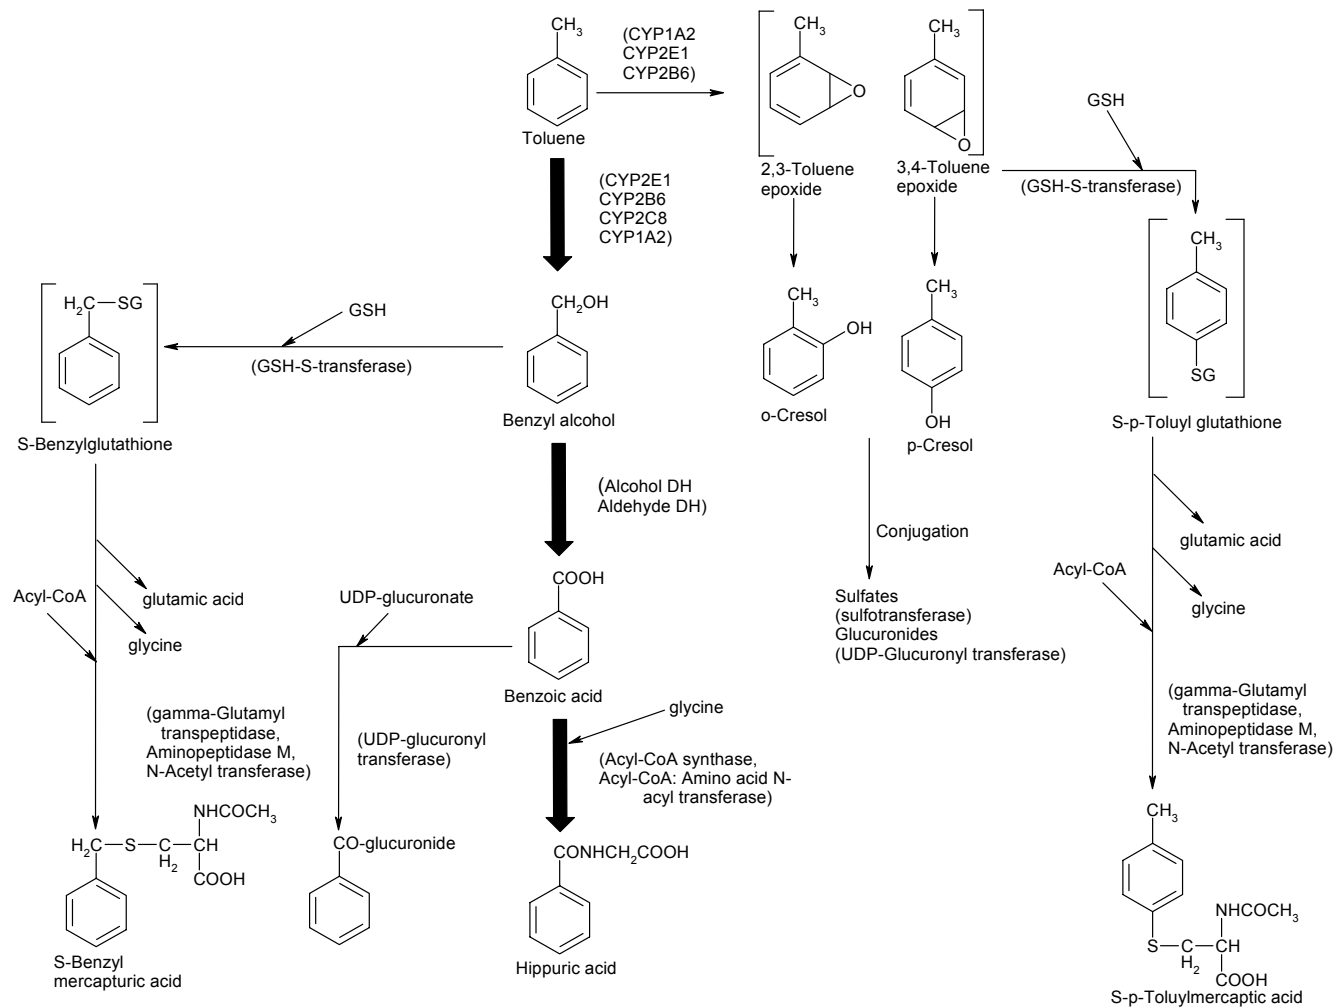 CH3
(CYP1A2
CYP2E1
CYP2B6)
Toluene
CH3
O
2,3-Toluene
epoxide
CH3
O
3,4-Toluene
epoxide
GSH
(GSH-S-transferase)
(CYP2E1
CYP2B6
CYP2C8
CYP1A2)
CH3
SG
S-p-Toluyl glutathione
H2C—SG
S-Benzylglutathione
GSH
(GSH-S-transferase)
CH2OH
Benzyl alcohol
CH3
OH
o-Cresol
CH3
OH
p-Cresol
(Alcohol DH
Aldehyde DH)
Conjugation
Sulfates
(sulfotransferase)
Glucuronides
(UDP-Glucuronyl transferase)
glutamic acid
Acyl-CoA
glycine
(gamma-Glutamyl
transpeptidase,
Aminopeptidase M,
N-Acetyl transferase)
Acyl-CoA
glutamic acid
glycine
(gamma-Glutamyl
transpeptidase,
Aminopeptidase M,
N-Acetyl transferase)
UDP-glucuronate
COOH
Benzoic acid
(UDP-glucuronyl
transferase)
glycine
(Acyl-CoA synthase,
Acyl-CoA: Amino acid N-
acyl transferase)
NHCOCH3
H2C—S—C—CH
H2
COOH
S-Benzyl
mercapturic acid
CO-glucuronide
CONHCH2COOH
Hippuric acid
CH3
NHCOCH3
S—C—CH
H2
COOH
S-p-Toluylmercaptic acid